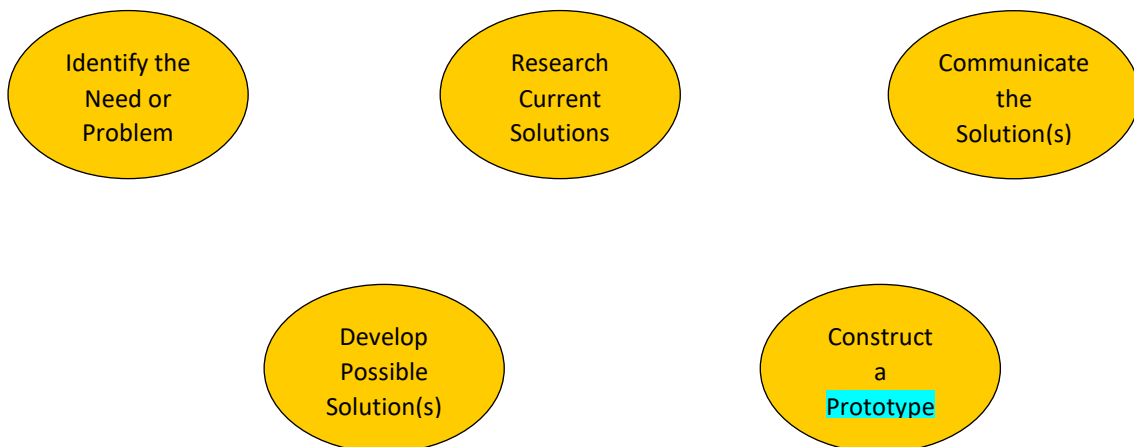 Identify the
Need or
Problem
Research
Current
Solutions
Communicate
the
Solution(s)
Develop
Possible
Solution(s)
Construct
a
Prototype